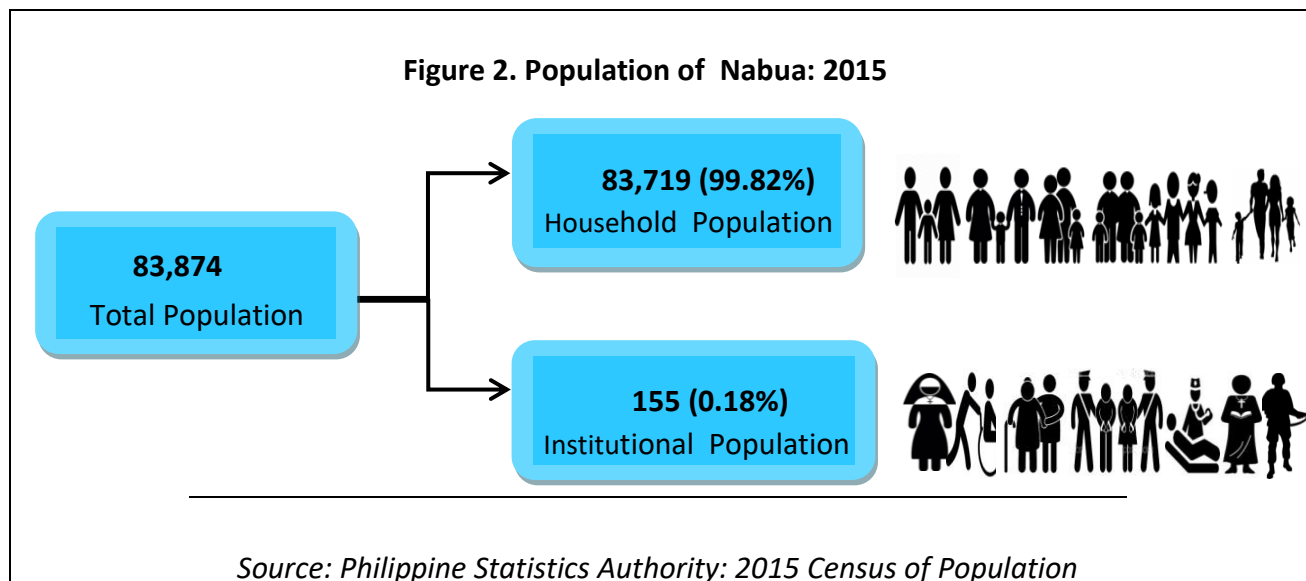 Figure 2. Population of Nabua: 2015
83,874
Total Population
83,719 (99.82%)
Household Population
155 (0.18%)
Institutional Population
Source: Philippine Statistics Authority: 2015 Census of Population